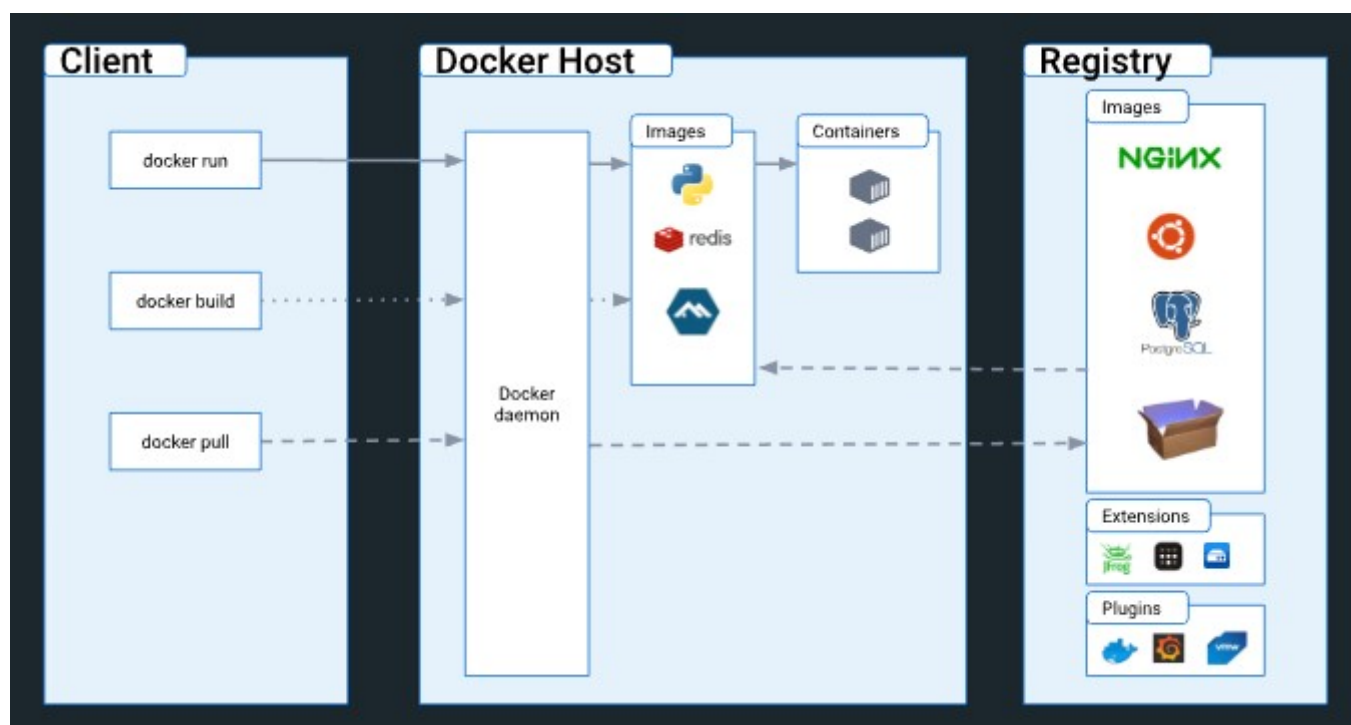 Client
docker run
docker build
docker pull
Docker Host
Docker
daemon
Images
redis
Containers
Registry
Images
NGINX
PostgreSQL
Extensions
jFrog
Plugins
vmw